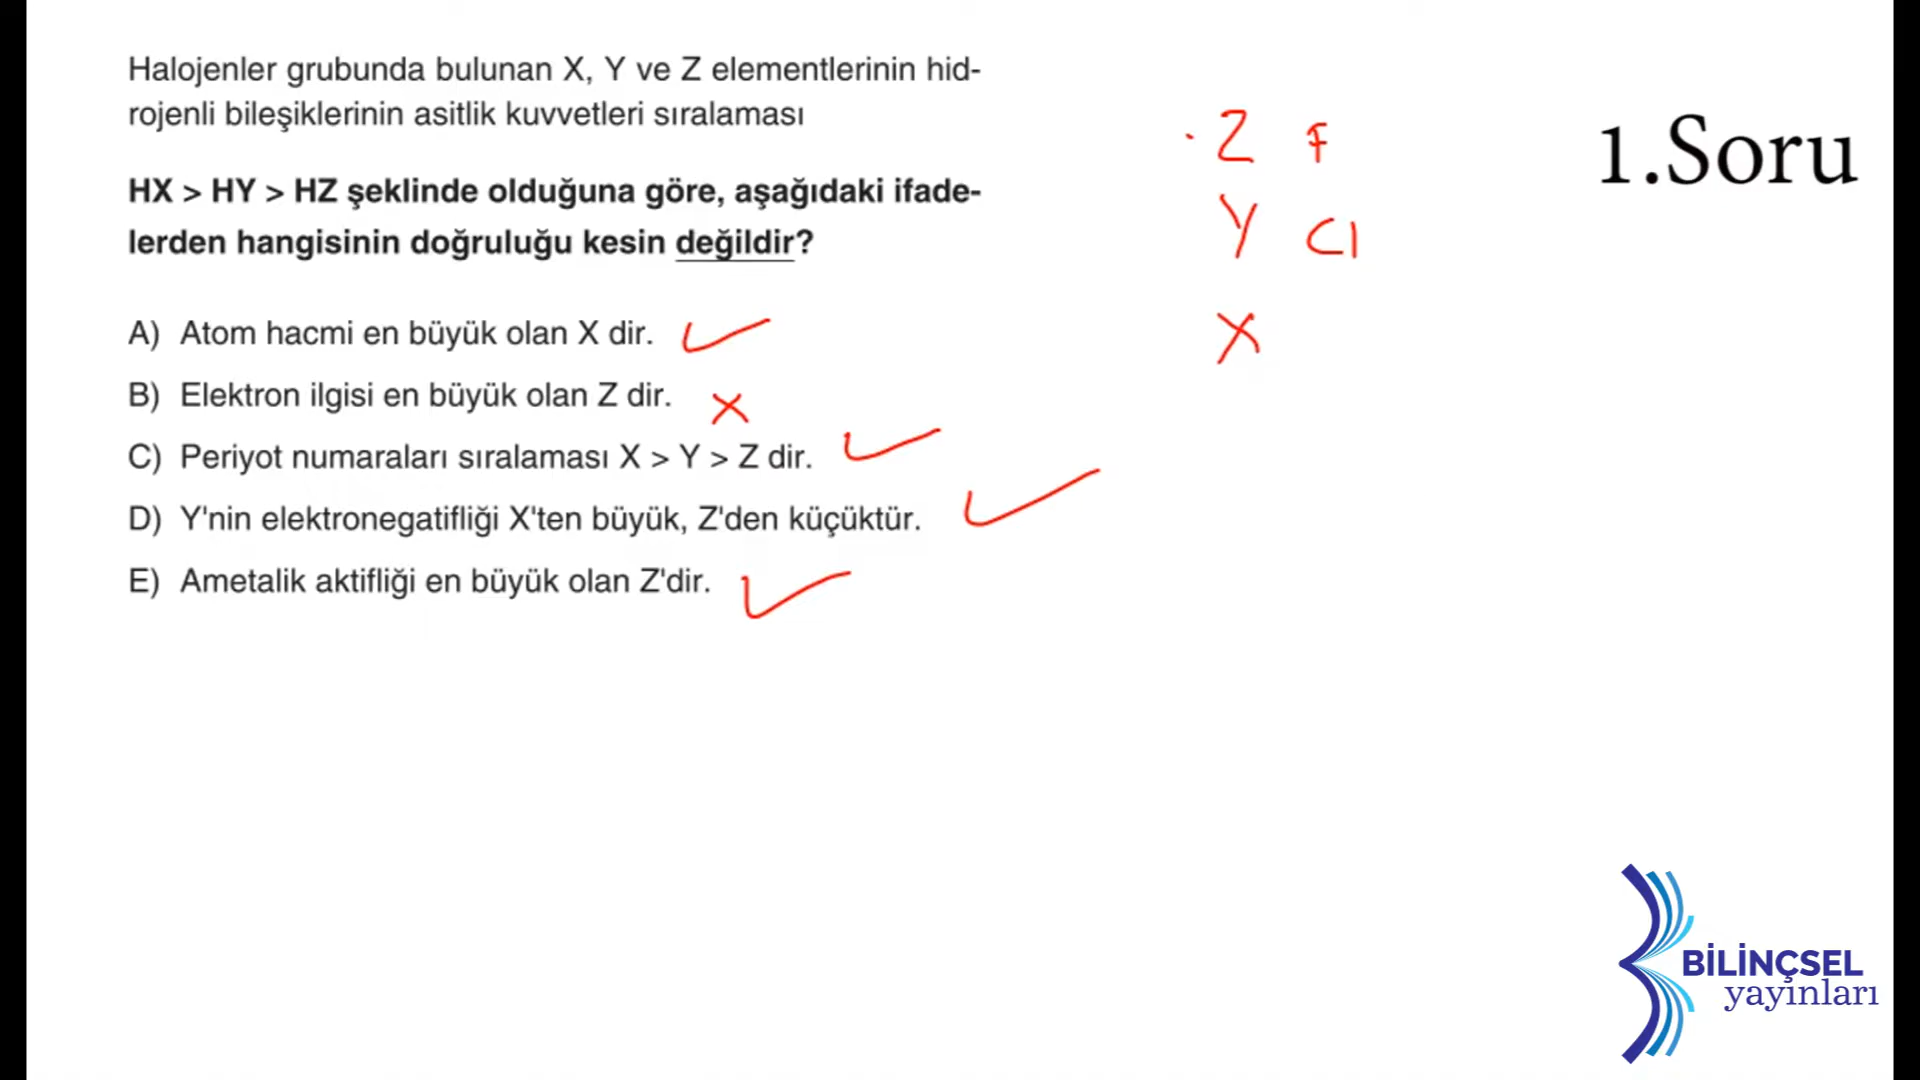 Halojenler grubunda bulunan X, Y ve Z elementlerinin hid-
rojenli bileşiklerinin asitlik kuvvetleri sıralaması
HX > HY > HZ şeklinde olduğuna göre, aşağıdaki ifade-
lerden hangisinin doğruluğu kesin değildir?
A) Atom hacmi en büyük olan X dir.
B) Elektron ilgisi en büyük olan Z dir.
C) Periyot numaraları sıralaması X > Y > Z dir.
D) Y'nin elektronegatifliği X'ten büyük, Z'den küçüktür.
E) Ametalik aktifliği en büyük olan Z'dir.
Z F
Y Cl
X
1.Soru
BİLİNÇSEL
yayınları